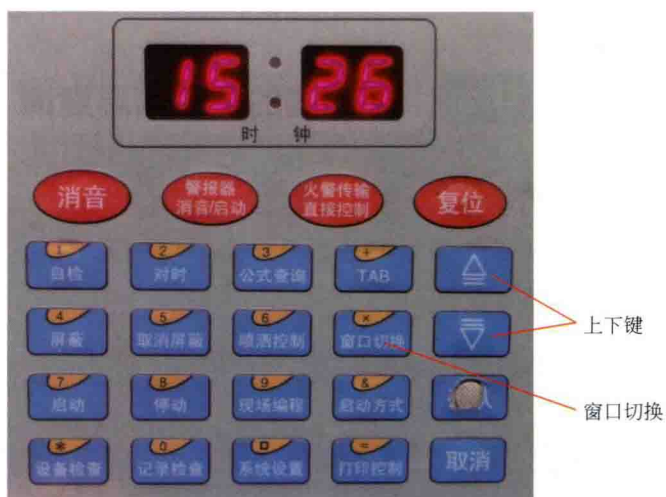 15:26
时 钟
消音
警报器
消音/启动
火警传输
直接控制
复位
1 2 3 +
自检 对时 公式查询 TAB
4 5 6 ×
屏蔽 取消屏蔽 喷洒控制 窗口切换
上下键
7 8 9 &
启动 停动 现场编程 启动方式
窗口切换
* 0 =
设备检查 记录检查 系统设置 打印控制 取消